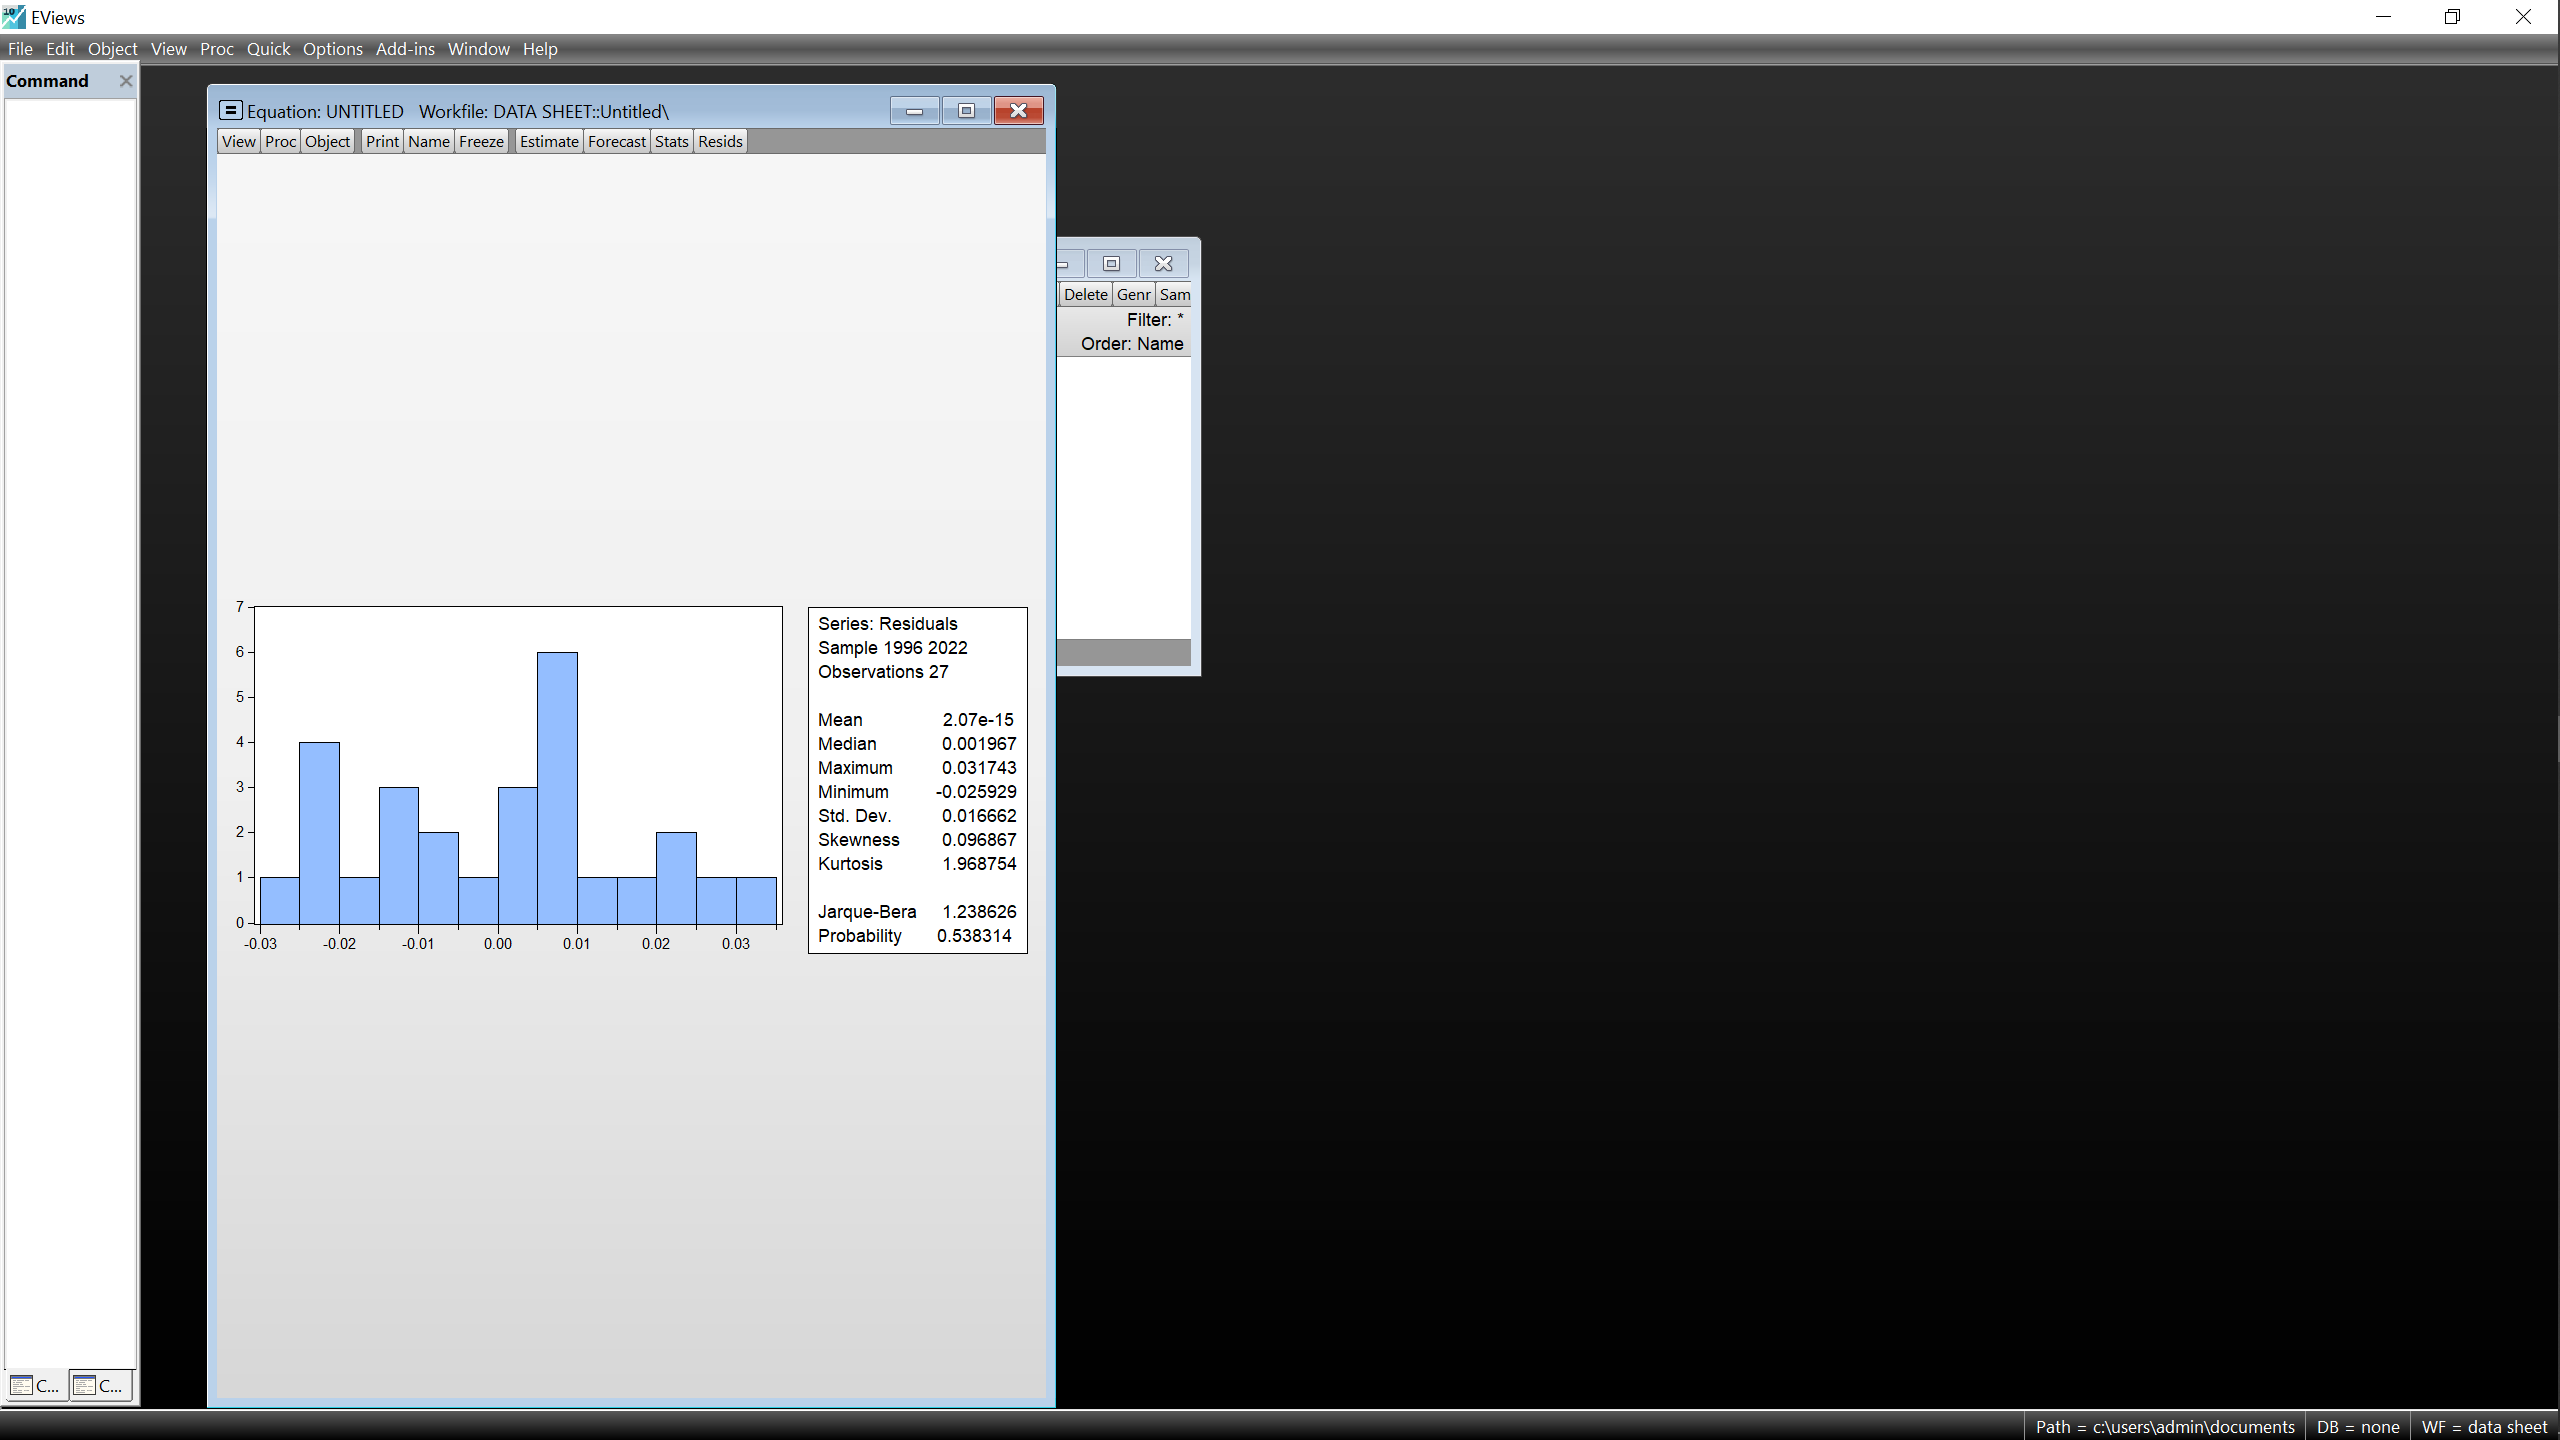 EViews
File Edit Object View Proc Quick Options Add-ins Window Help
Command
Equation: UNTITLED Workfile: DATA SHEET::Untitled\
View Proc Object Print Name Freeze Estimate Forecast Stats Resids
Delete Genr Sam
Filter: *
Order: Name
7
6
5
4
3
2
1
0
-0.03 -0.02 -0.01 0.00 0.01 0.02 0.03
Series: Residuals
Sample 1996 2022
Observations 27
Mean 2.07e-15
Median 0.001967
Maximum 0.031743
Minimum -0.025929
Std. Dev. 0.016662
Skewness 0.096867
Kurtosis 1.968754
Jarque-Bera 1.238626
Probability 0.538314
C... C...
Path = c:\users\admin\documents DB = none WF = data sheet